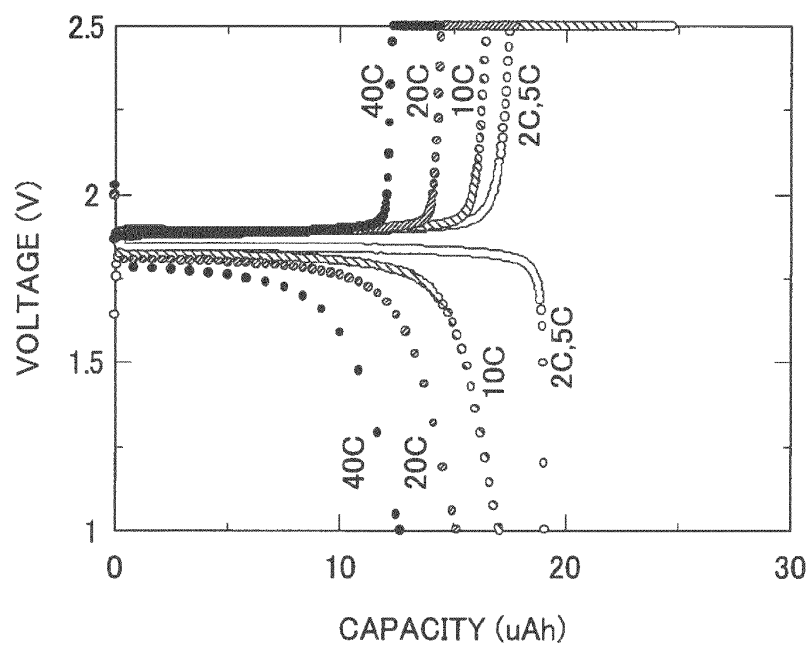 2.5
2
1.5
1
VOLTAGE (V)
40C
20C
10C
2C,5C
40C
20C
10C
2C,5C
0
10
20
30
CAPACITY (uAh)